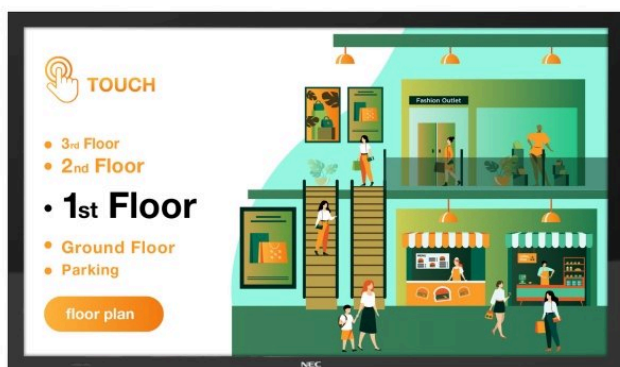 TOUCH
3rd Floor
2nd Floor
1st Floor
Ground Floor
Parking
floor plan
Fashion Outlet
NEC